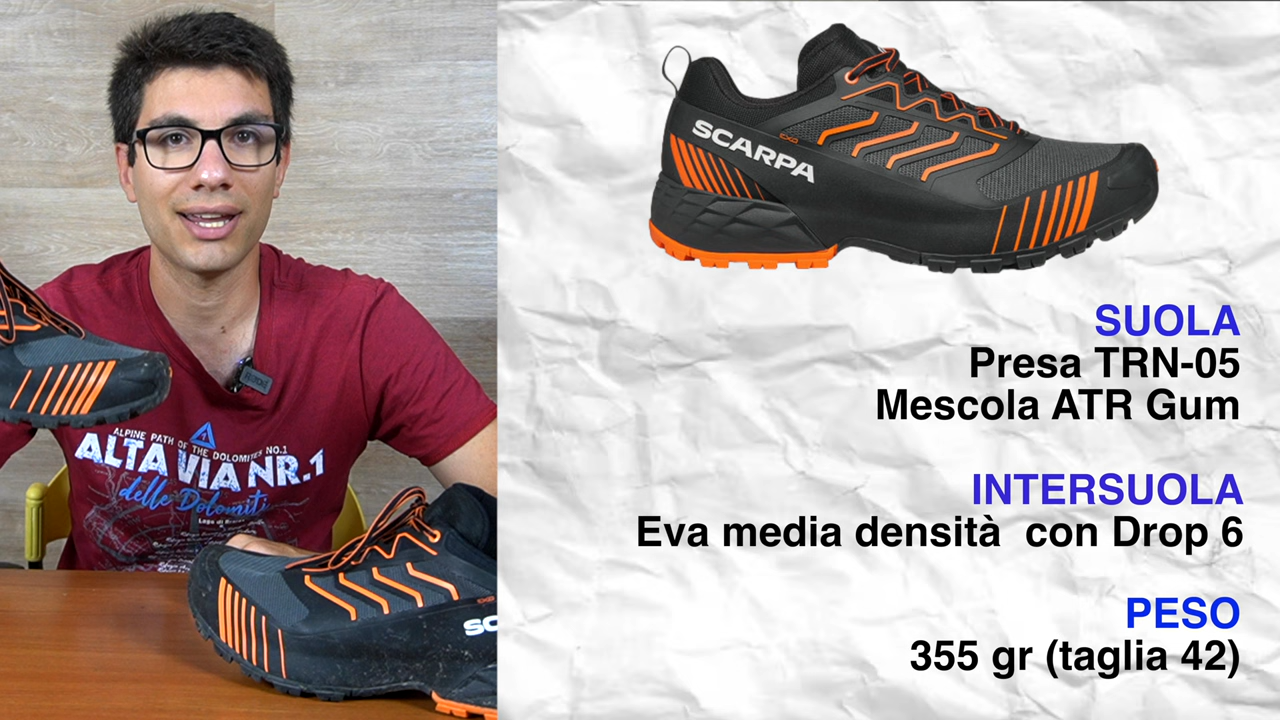 SCARPA
SUOLA
Presa TRN-05
Mescola ATR Gum
INTERSUOLA
Eva media densità  con Drop 6
PESO
355 gr (taglia 42)
ALPINE PATH OF THE DOLOMITES NO.1
1
ALTA VIA NR.1
delle Dolomiti
SC